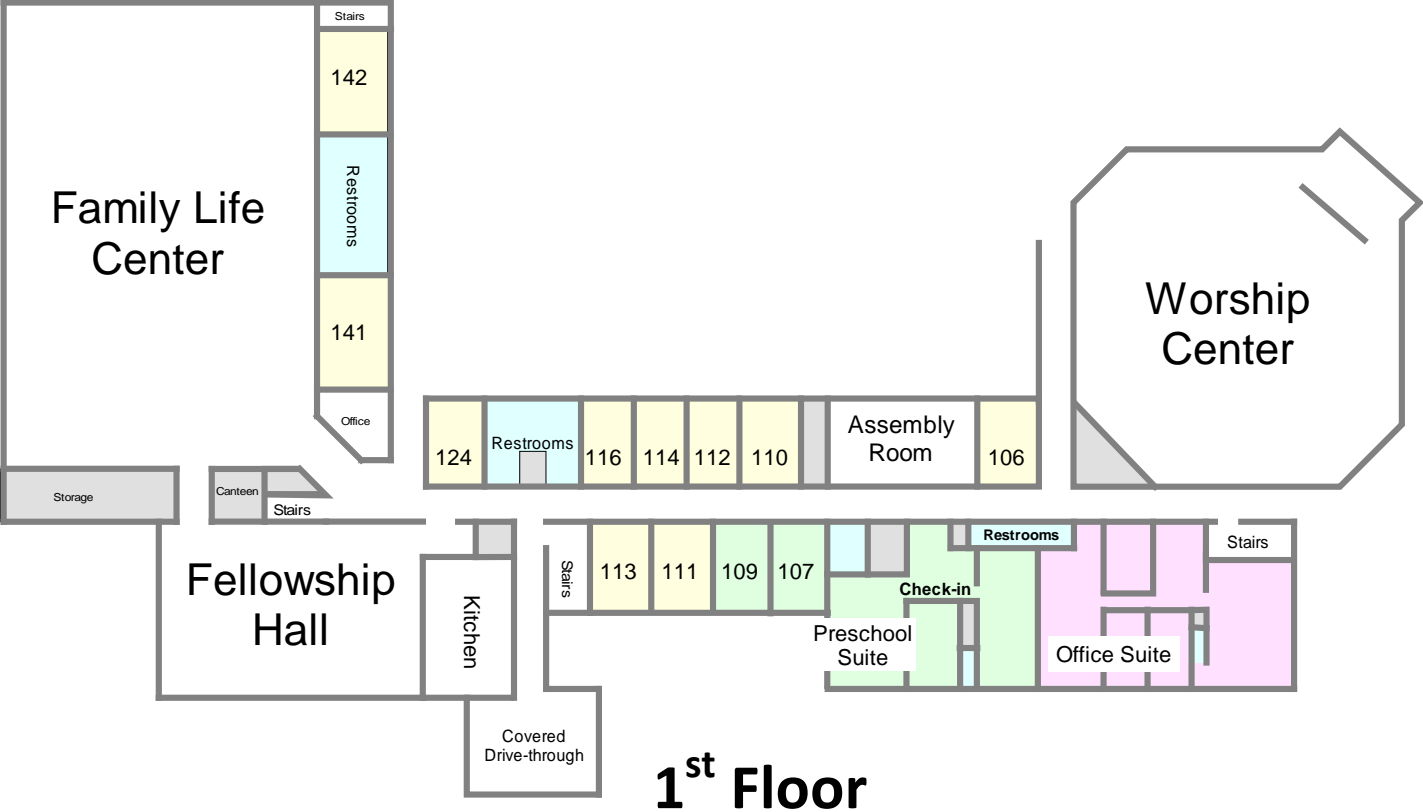 Stairs
142
Restrooms
Family Life
Center
141
Office
Worship
Center
124
Restrooms
116
114
112
110
Assembly
Room
106
Storage
Canteen
Stairs
Fellowship
Hall
Kitchen
Stairs
113
111
109
107
Restrooms
Check-in
Preschool
Suite
Office Suite
Stairs
Covered
Drive-through
1st Floor